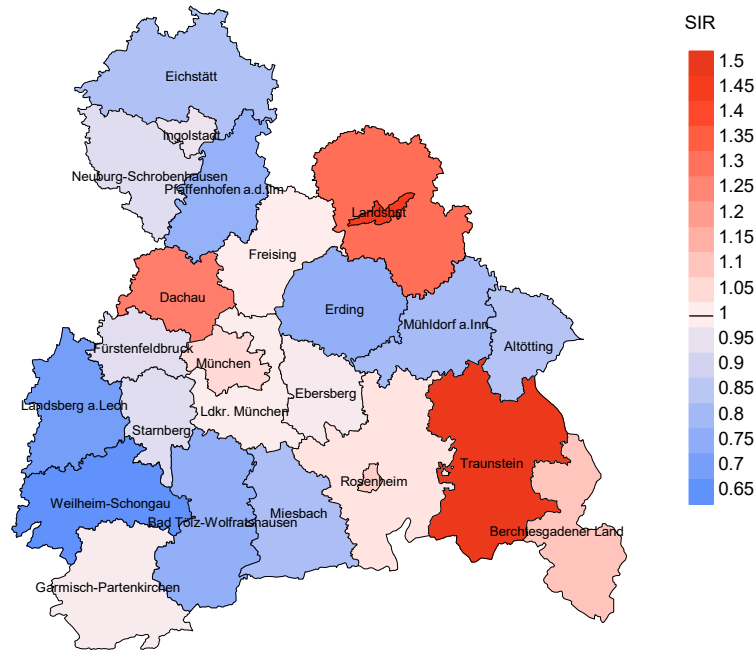 SIR
1.5
1.45
1.4
1.35
1.3
1.25
1.2
1.15
1.1
1.05
1
0.95
0.9
0.85
0.8
0.75
0.7
0.65
Eichstätt
Ingolstadt
Neuburg-Schrobenhausen
Pfaffenhofen a.d.Ilm
Landshut
Freising
Dachau
Erding
Mühldorf a.Inn
Altötting
Fürstenfeldbruck
München
Ebersberg
Landsberg a.Lech
Ldkr. München
Starnberg
Traunstein
Rosenheim
Weilheim-Schongau
Miesbach
Bad Tölz-Wolfratshausen
Berchtesgadener Land
Garmisch-Partenkirchen